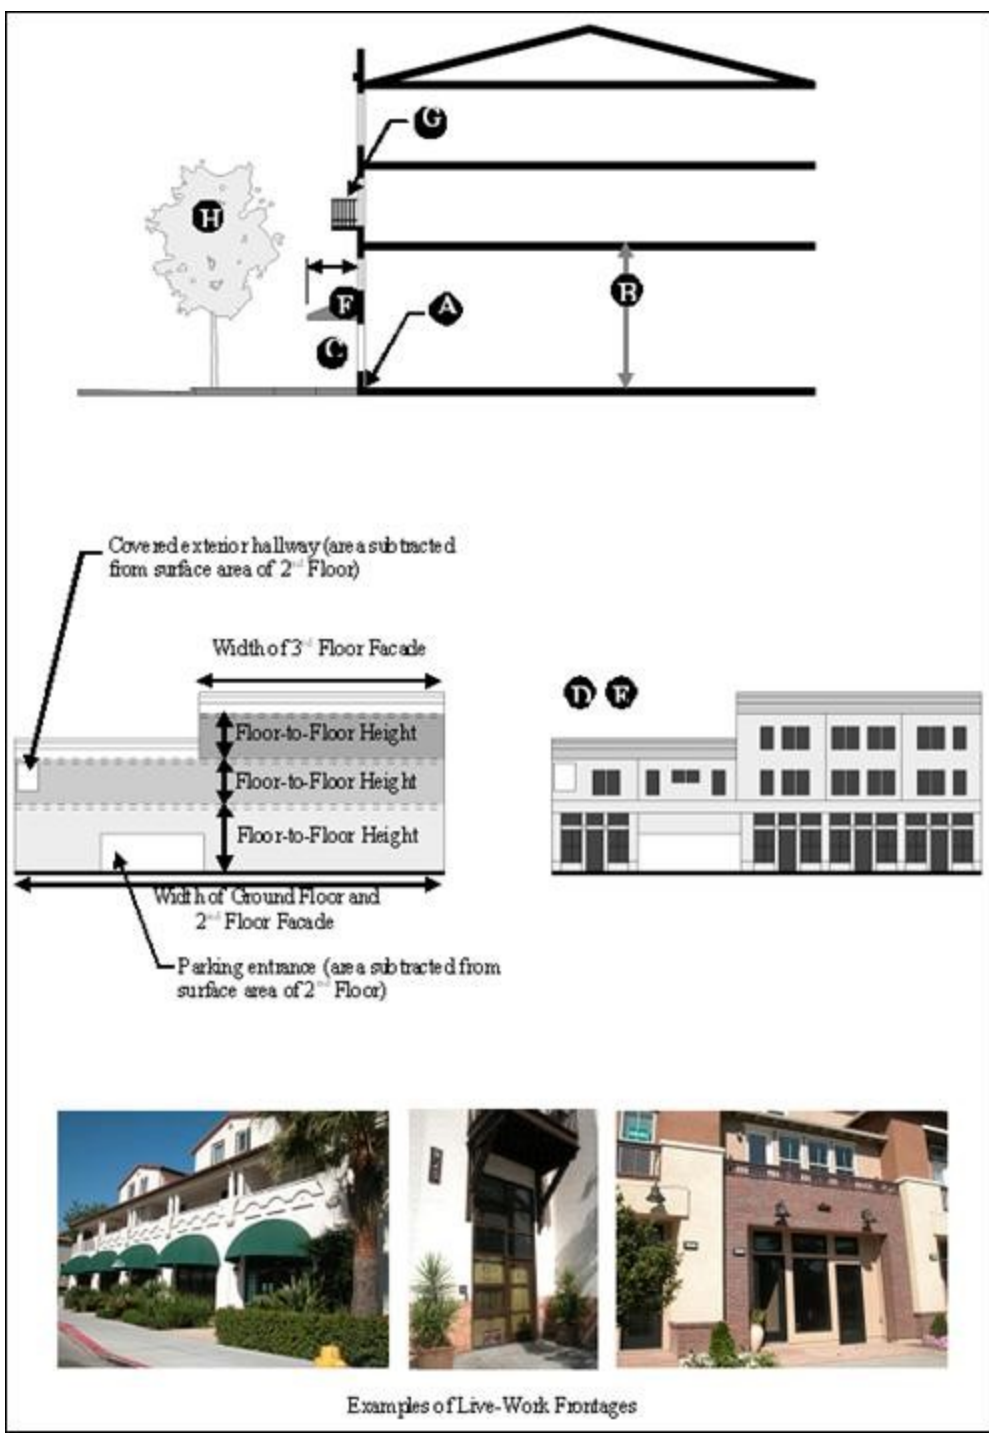 G
H
B
F
A
C
Covered exterior hallway (area subtracted
from surface area of 2nd Floor)
Width of 3rd Floor Facade
D E
Floor-to-Floor Height
Floor-to-Floor Height
Floor-to-Floor Height
Width of Ground Floor and
2nd Floor Facade
Parking entrance (area subtracted from
surface area of 2nd Floor)
Examples of Live-Work Frontages